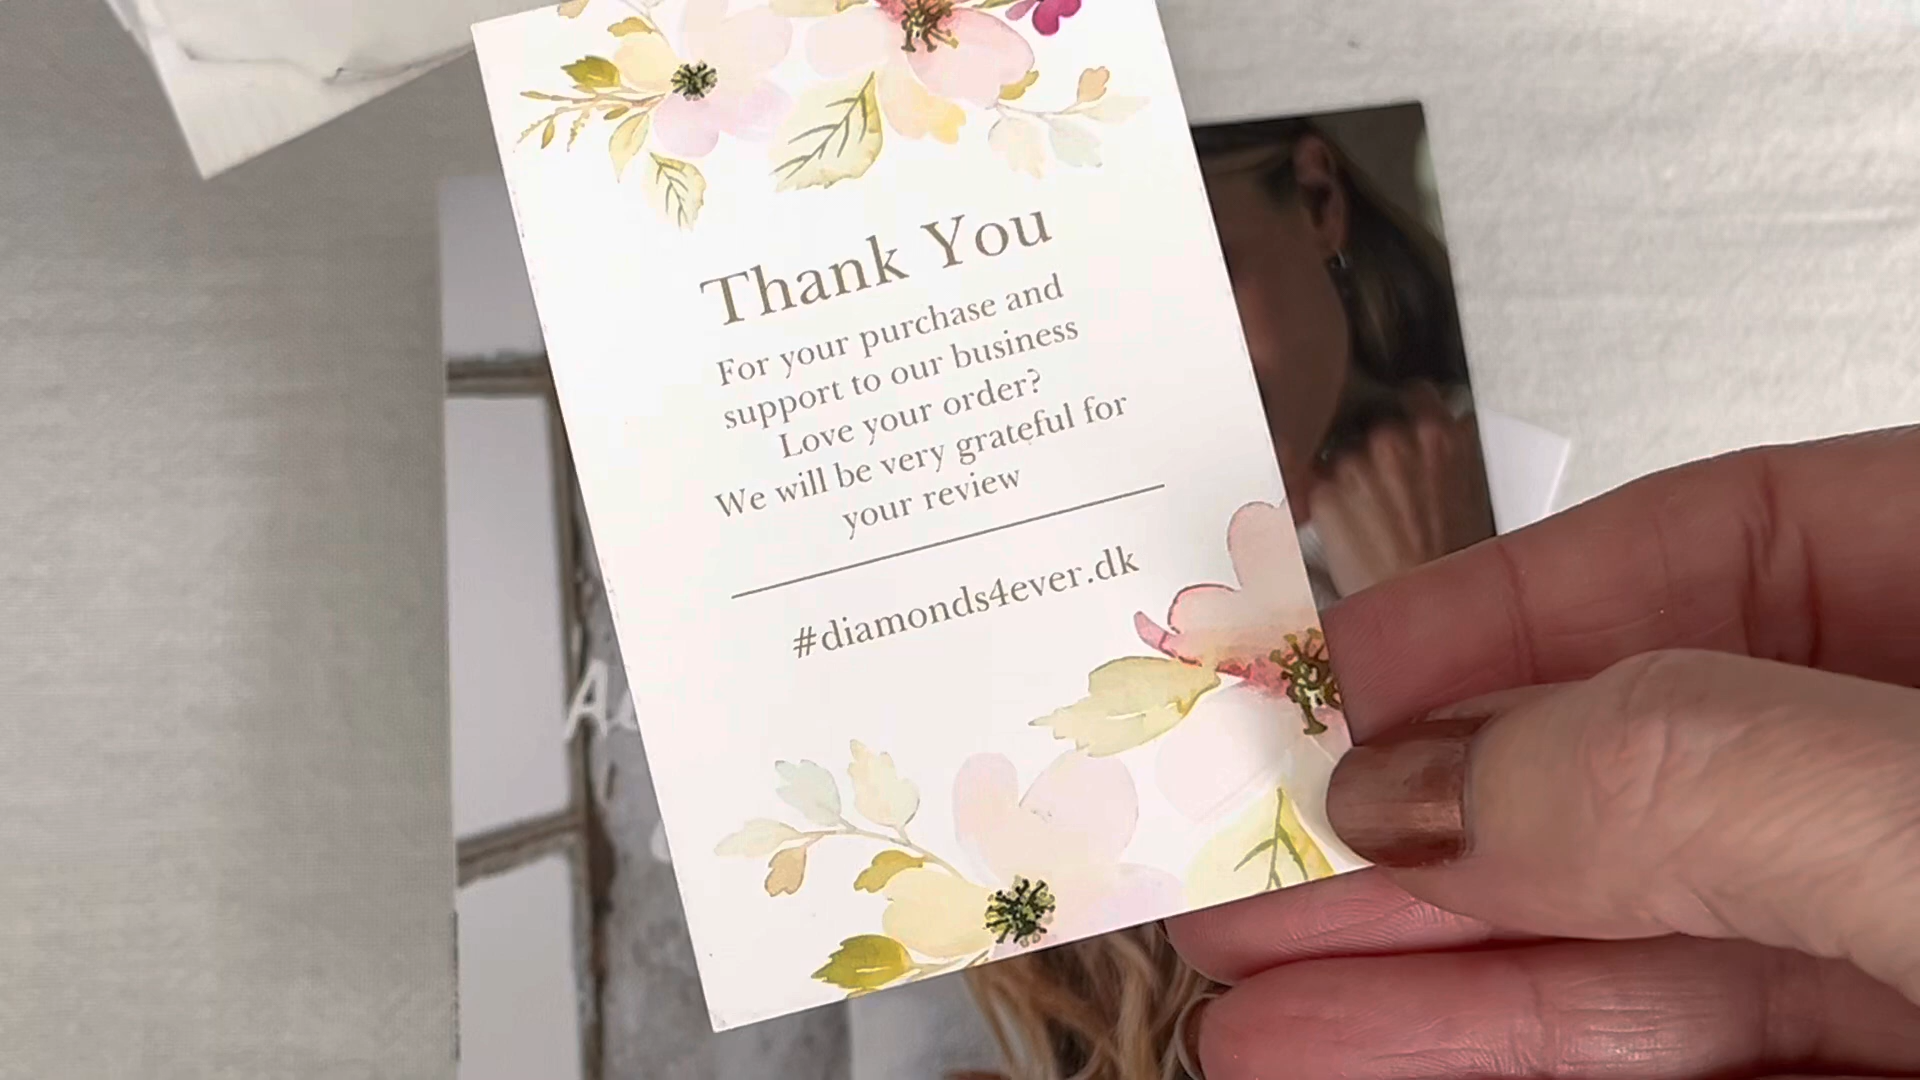 Thank You
For your purchase and
support to our business
Love your order?
We will be very grateful for
your review
#diamonds4ever.dk